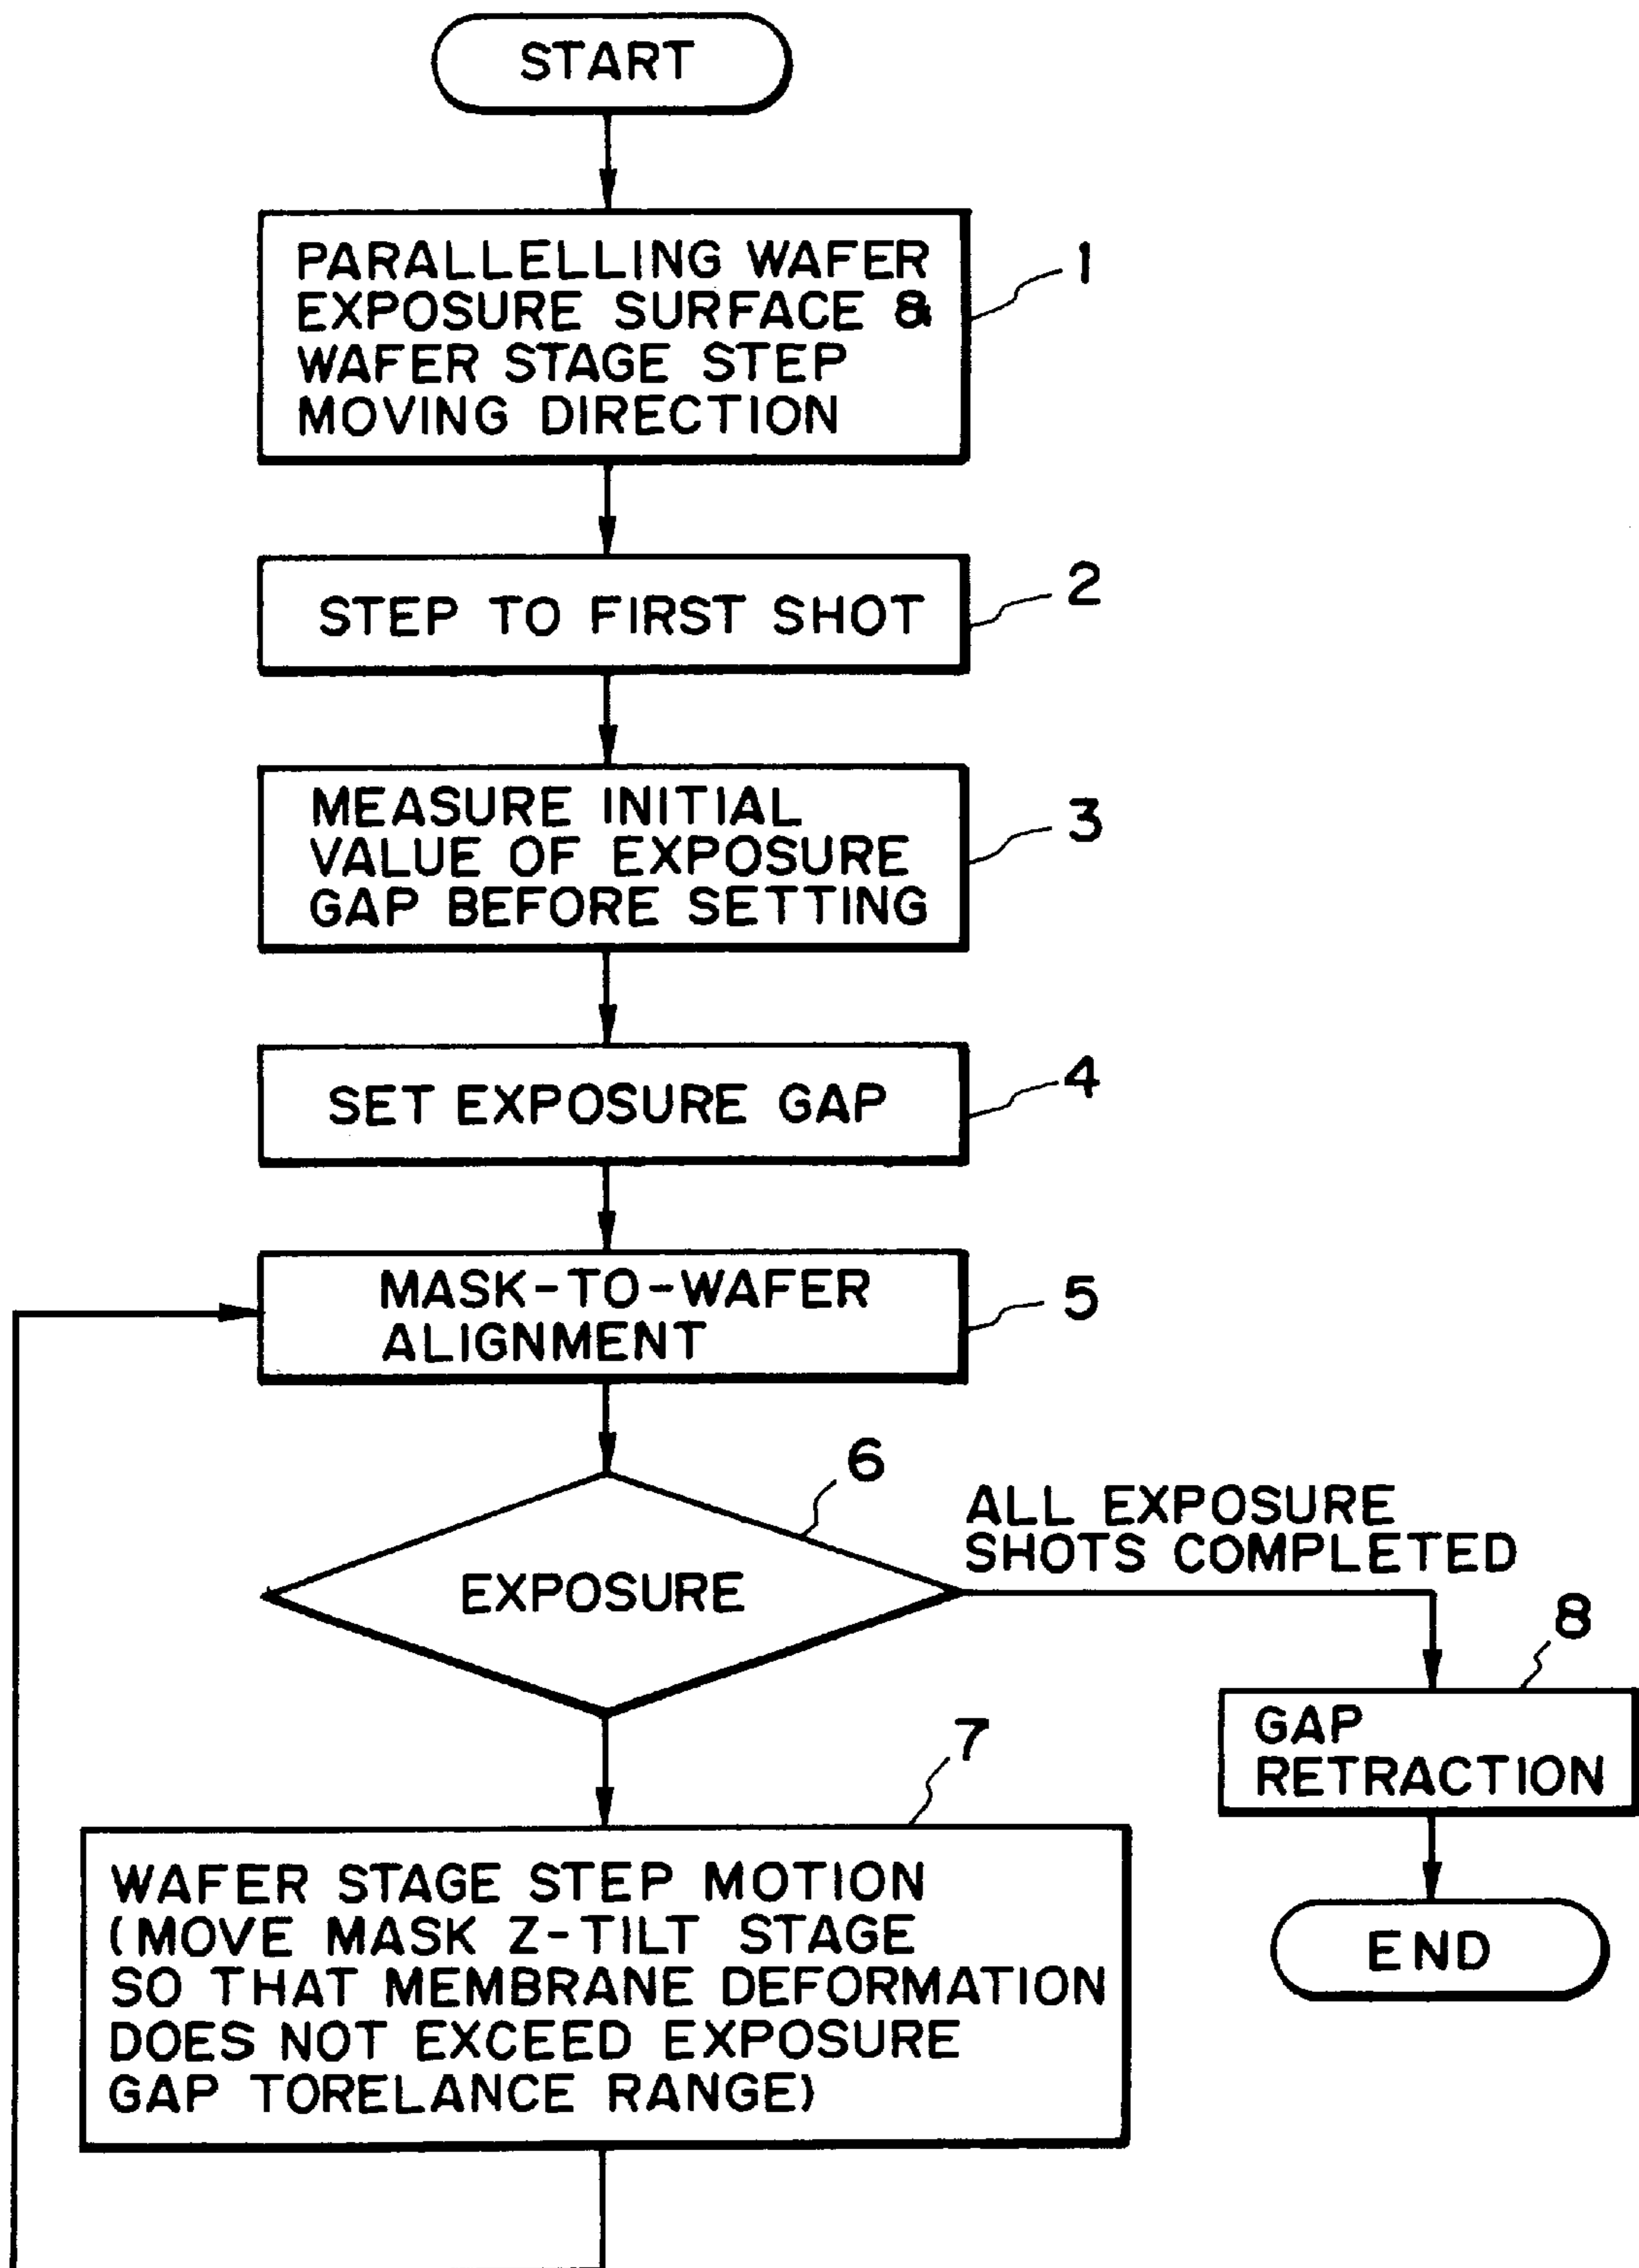 START
PARALLELLING WAFER
EXPOSURE SURFACE &
WAFER STAGE STEP
MOVING DIRECTION
1
STEP TO FIRST SHOT
2
MEASURE INITIAL
VALUE OF EXPOSURE
GAP BEFORE SETTING
3
SET EXPOSURE GAP
4
MASK-TO-WAFER
ALIGNMENT
5
EXPOSURE
6
ALL EXPOSURE
SHOTS COMPLETED
8
GAP
RETRACTION
7
WAFER STAGE STEP MOTION
(MOVE MASK Z-TILT STAGE
SO THAT MEMBRANE DEFORMATION
DOES NOT EXCEED EXPOSURE
GAP TORELANCE RANGE)
END